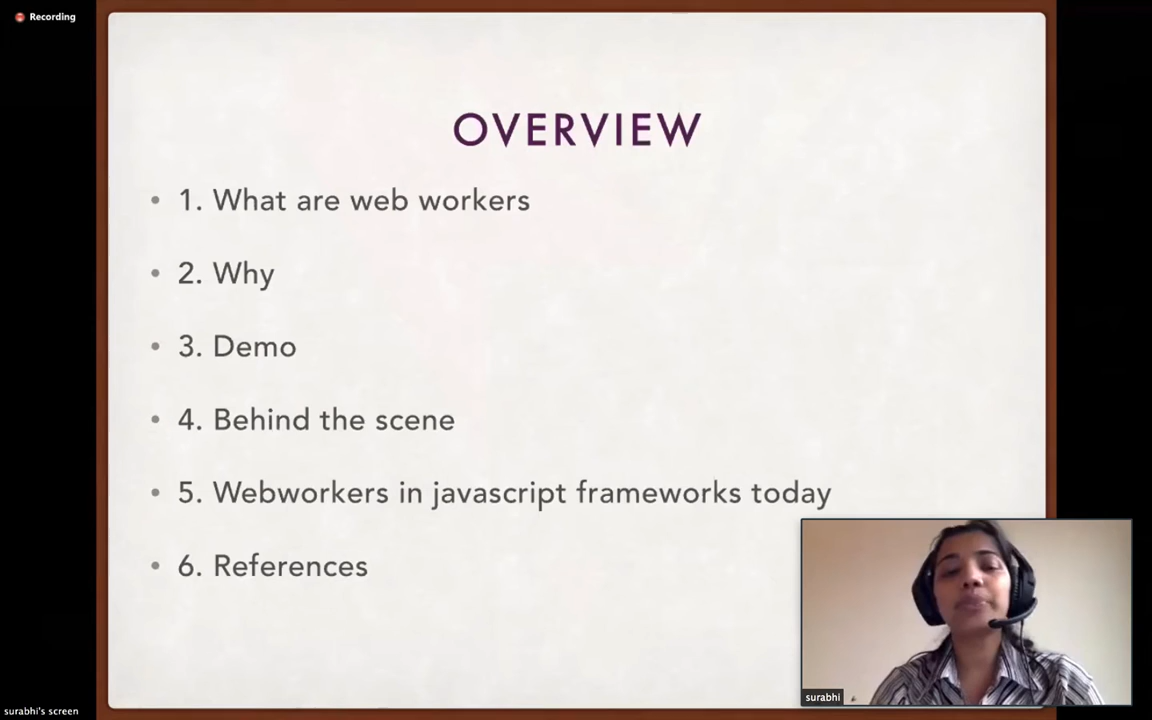 Recording
OVERVIEW
• 1. What are web workers
• 2. Why
• 3. Demo
• 4. Behind the scene
• 5. Webworkers in javascript frameworks today
• 6. References
surabhi
surabhi's screen